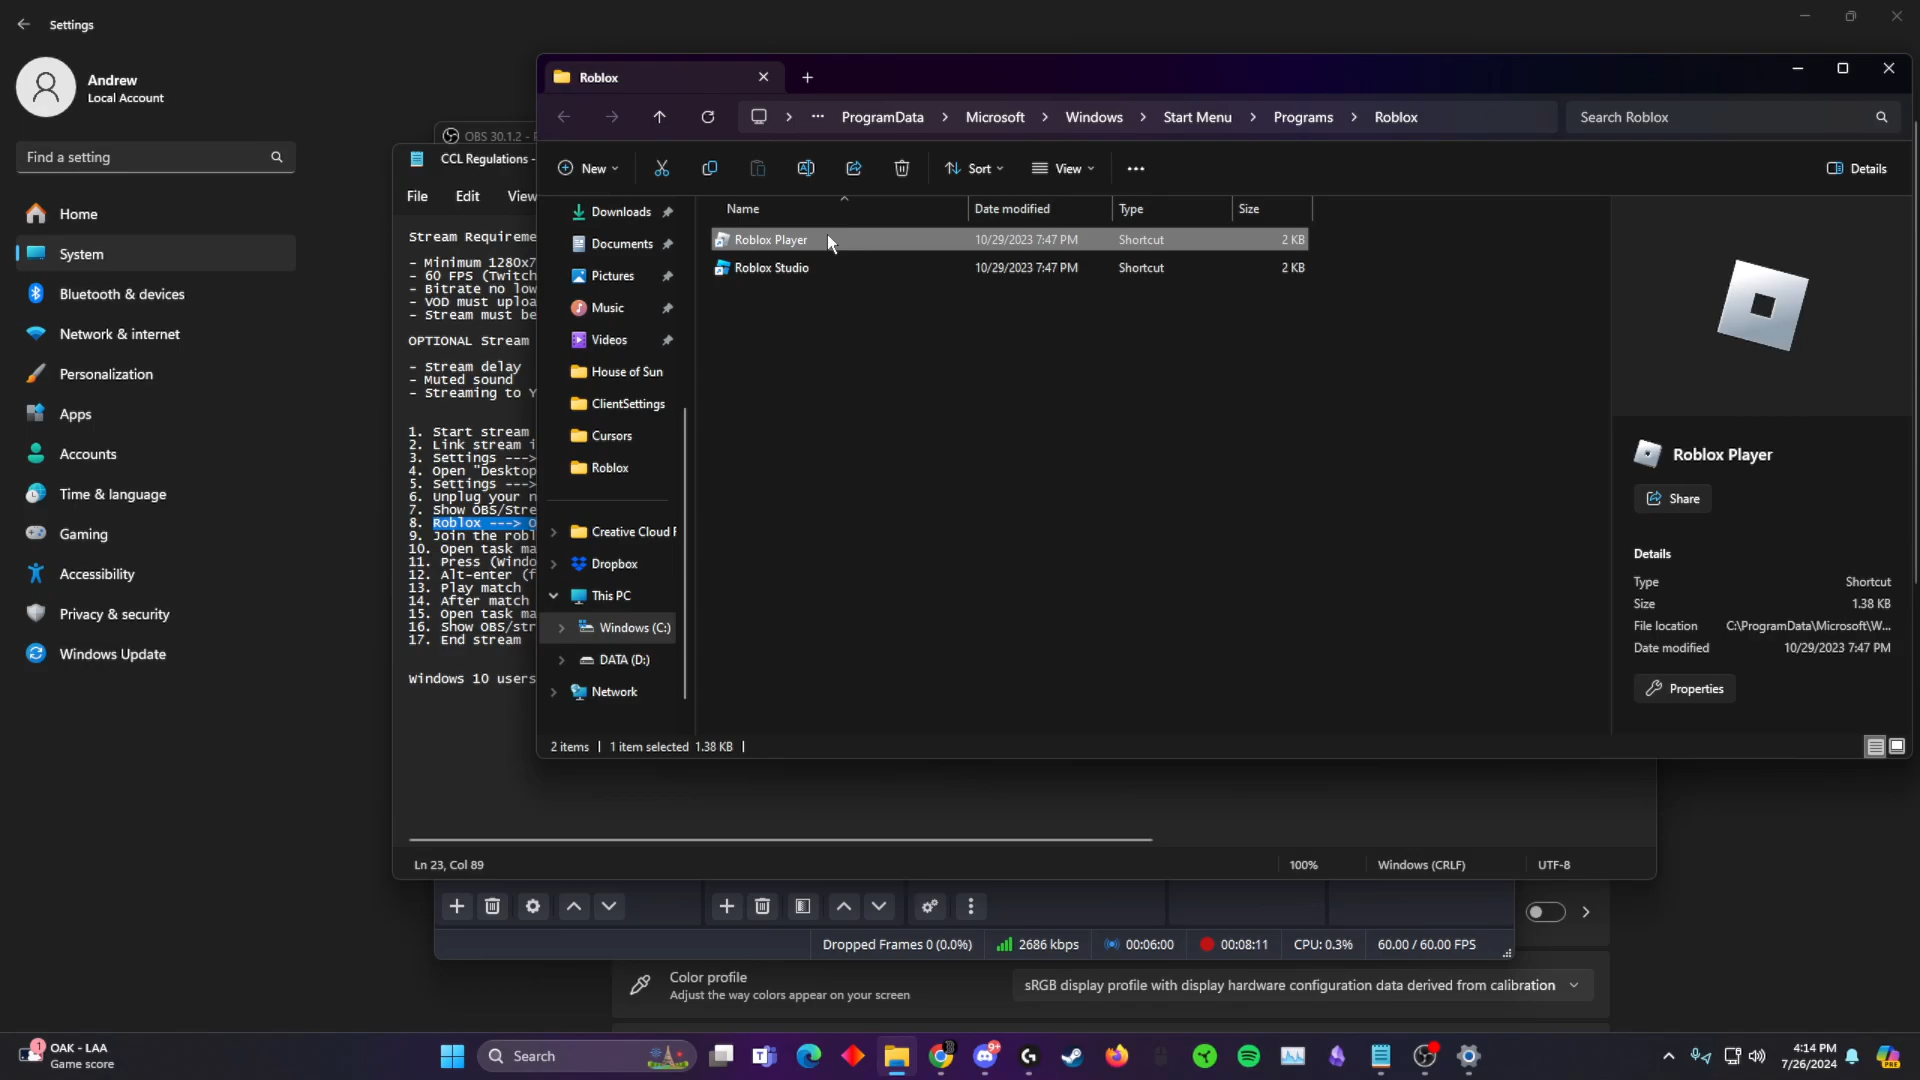 Settings
Andrew
Local Account
Find a setting
Home
System
Bluetooth & devices
Network & internet
Personalization
Apps
Accounts
Time & language
Gaming
Accessibility
Privacy & security
Windows Update
OBS 30.1.2 -
CCL Regulations -
File Edit View
Stream Requireme
- Minimum 1280x7
- 60 FPS (Twitch
- Bitrate no low
- VOD must uploa
- Stream must be
OPTIONAL Stream
- Stream delay
- Muted sound
- Streaming to Y
1. Start stream
2. Link stream i
3. Settings --->
4. Open "Desktop
5. Settings --->
6. Unplug your n
7. Show OBS/Stre
8. Roblox ---> O
9. Join the robl
10. Open task ma
11. Press (Windo
12. Alt-enter (f
13. Play match
14. After match
15. Open task ma
16. Show OBS/str
17. End stream
Windows 10 users
Ln 23, Col 89 100% Windows (CRLF) UTF-8
Roblox
ProgramData Microsoft Windows Start Menu Programs Roblox
Search Roblox
New Sort View Details
Downloads
Documents
Pictures
Music
Videos
House of Sun
ClientSettings
Cursors
Roblox
Creative Cloud F
Dropbox
This PC
Windows (C:)
DATA (D:)
Network
Name Date modified Type Size
Roblox Player 10/29/2023 7:47 PM Shortcut 2 KB
Roblox Studio 10/29/2023 7:47 PM Shortcut 2 KB
Roblox Player
Share
Details
Type Shortcut
Size 1.38 KB
File location C:\ProgramData\Microsoft\W...
Date modified 10/29/2023 7:47 PM
Properties
2 items 1 item selected 1.38 KB
Dropped Frames 0 (0.0%) 2686 kbps 00:06:00 00:08:11 CPU: 0.3% 60.00 / 60.00 FPS
Color profile
Adjust the way colors appear on your screen
sRGB display profile with display hardware configuration data derived from calibration
1
OAK - LAA
Game score
Search
9+
4:14 PM
7/26/2024
PRE